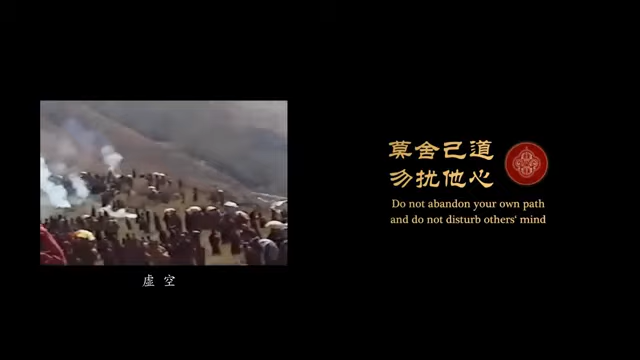 虚空
莫舍己道
勿扰他心
Do not abandon your own path
and do not disturb others' mind